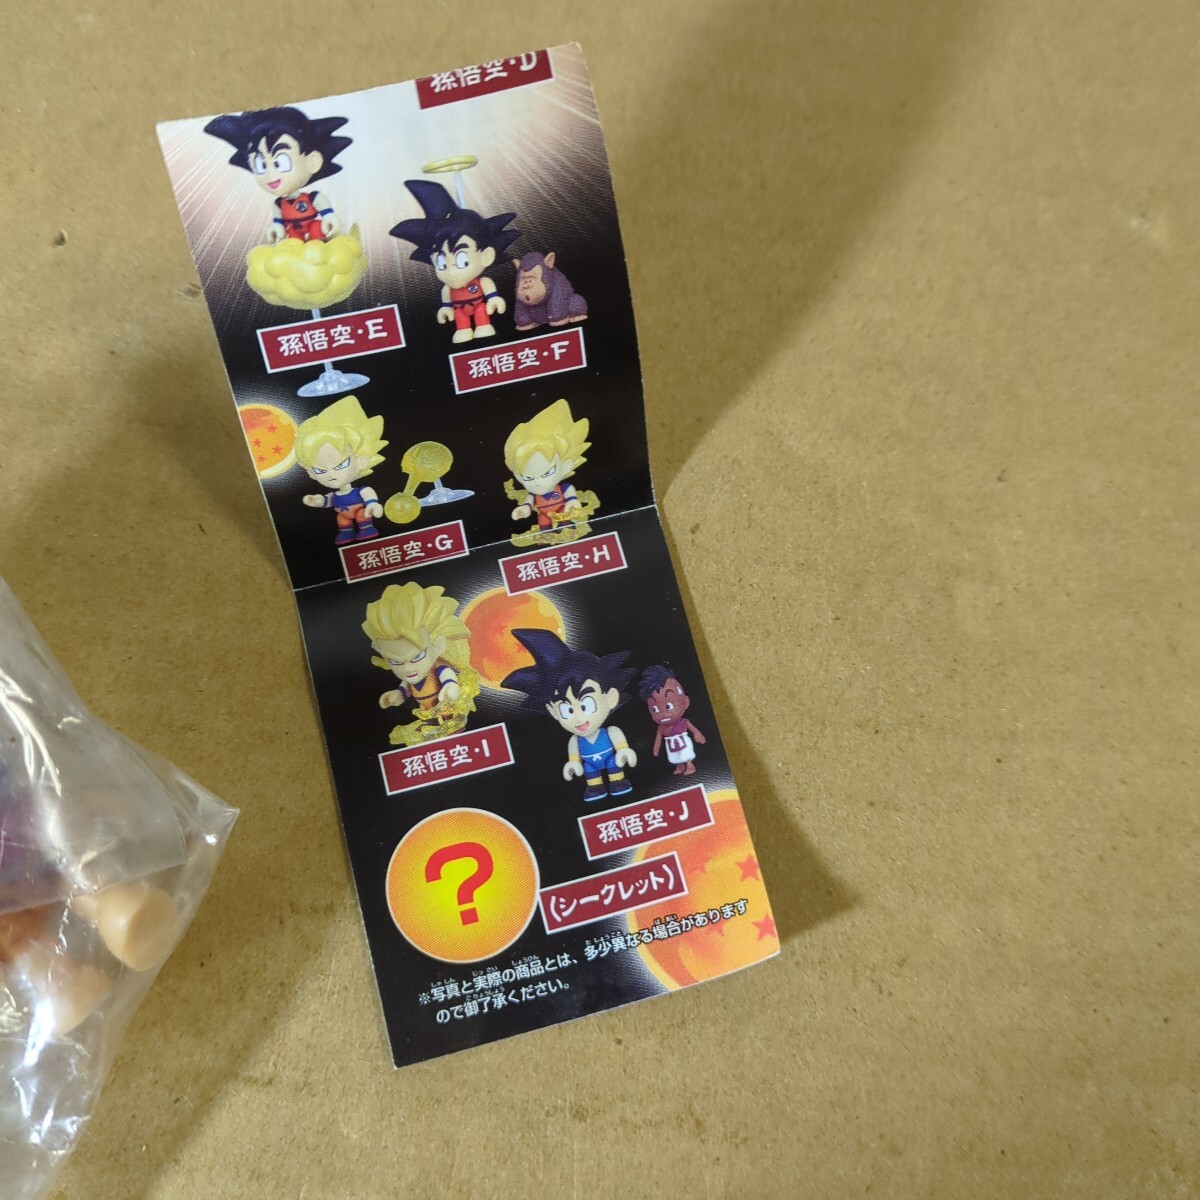 孫悟空・D
孫悟空・E
孫悟空・F
孫悟空・G
孫悟空・H
孫悟空・I
孫悟空・J
?
(シークレット)
※写真と実際の商品とは、多少異なる場合があります
ので御了承ください。